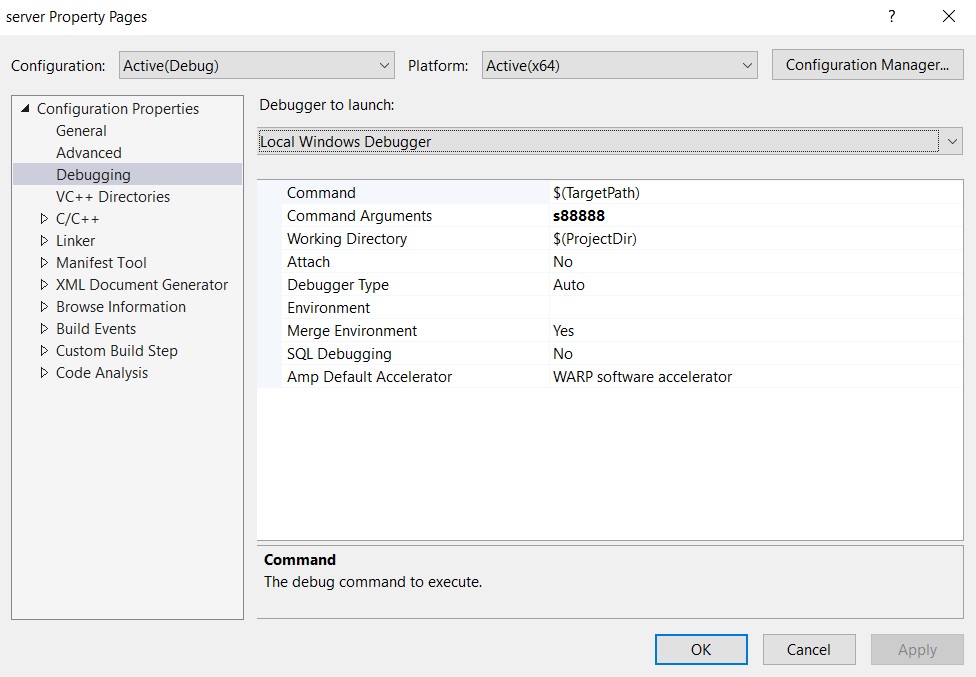 server Property Pages
?
Configuration: Active(Debug) Platform: Active(x64) Configuration Manager...
Configuration Properties
General
Advanced
Debugging
VC++ Directories
C/C++
Linker
Manifest Tool
XML Document Generator
Browse Information
Build Events
Custom Build Step
Code Analysis
Debugger to launch:
Local Windows Debugger
Command $(TargetPath)
Command Arguments s88888
Working Directory $(ProjectDir)
Attach No
Debugger Type Auto
Environment
Merge Environment Yes
SQL Debugging No
Amp Default Accelerator WARP software accelerator
Command
The debug command to execute.
OK Cancel Apply